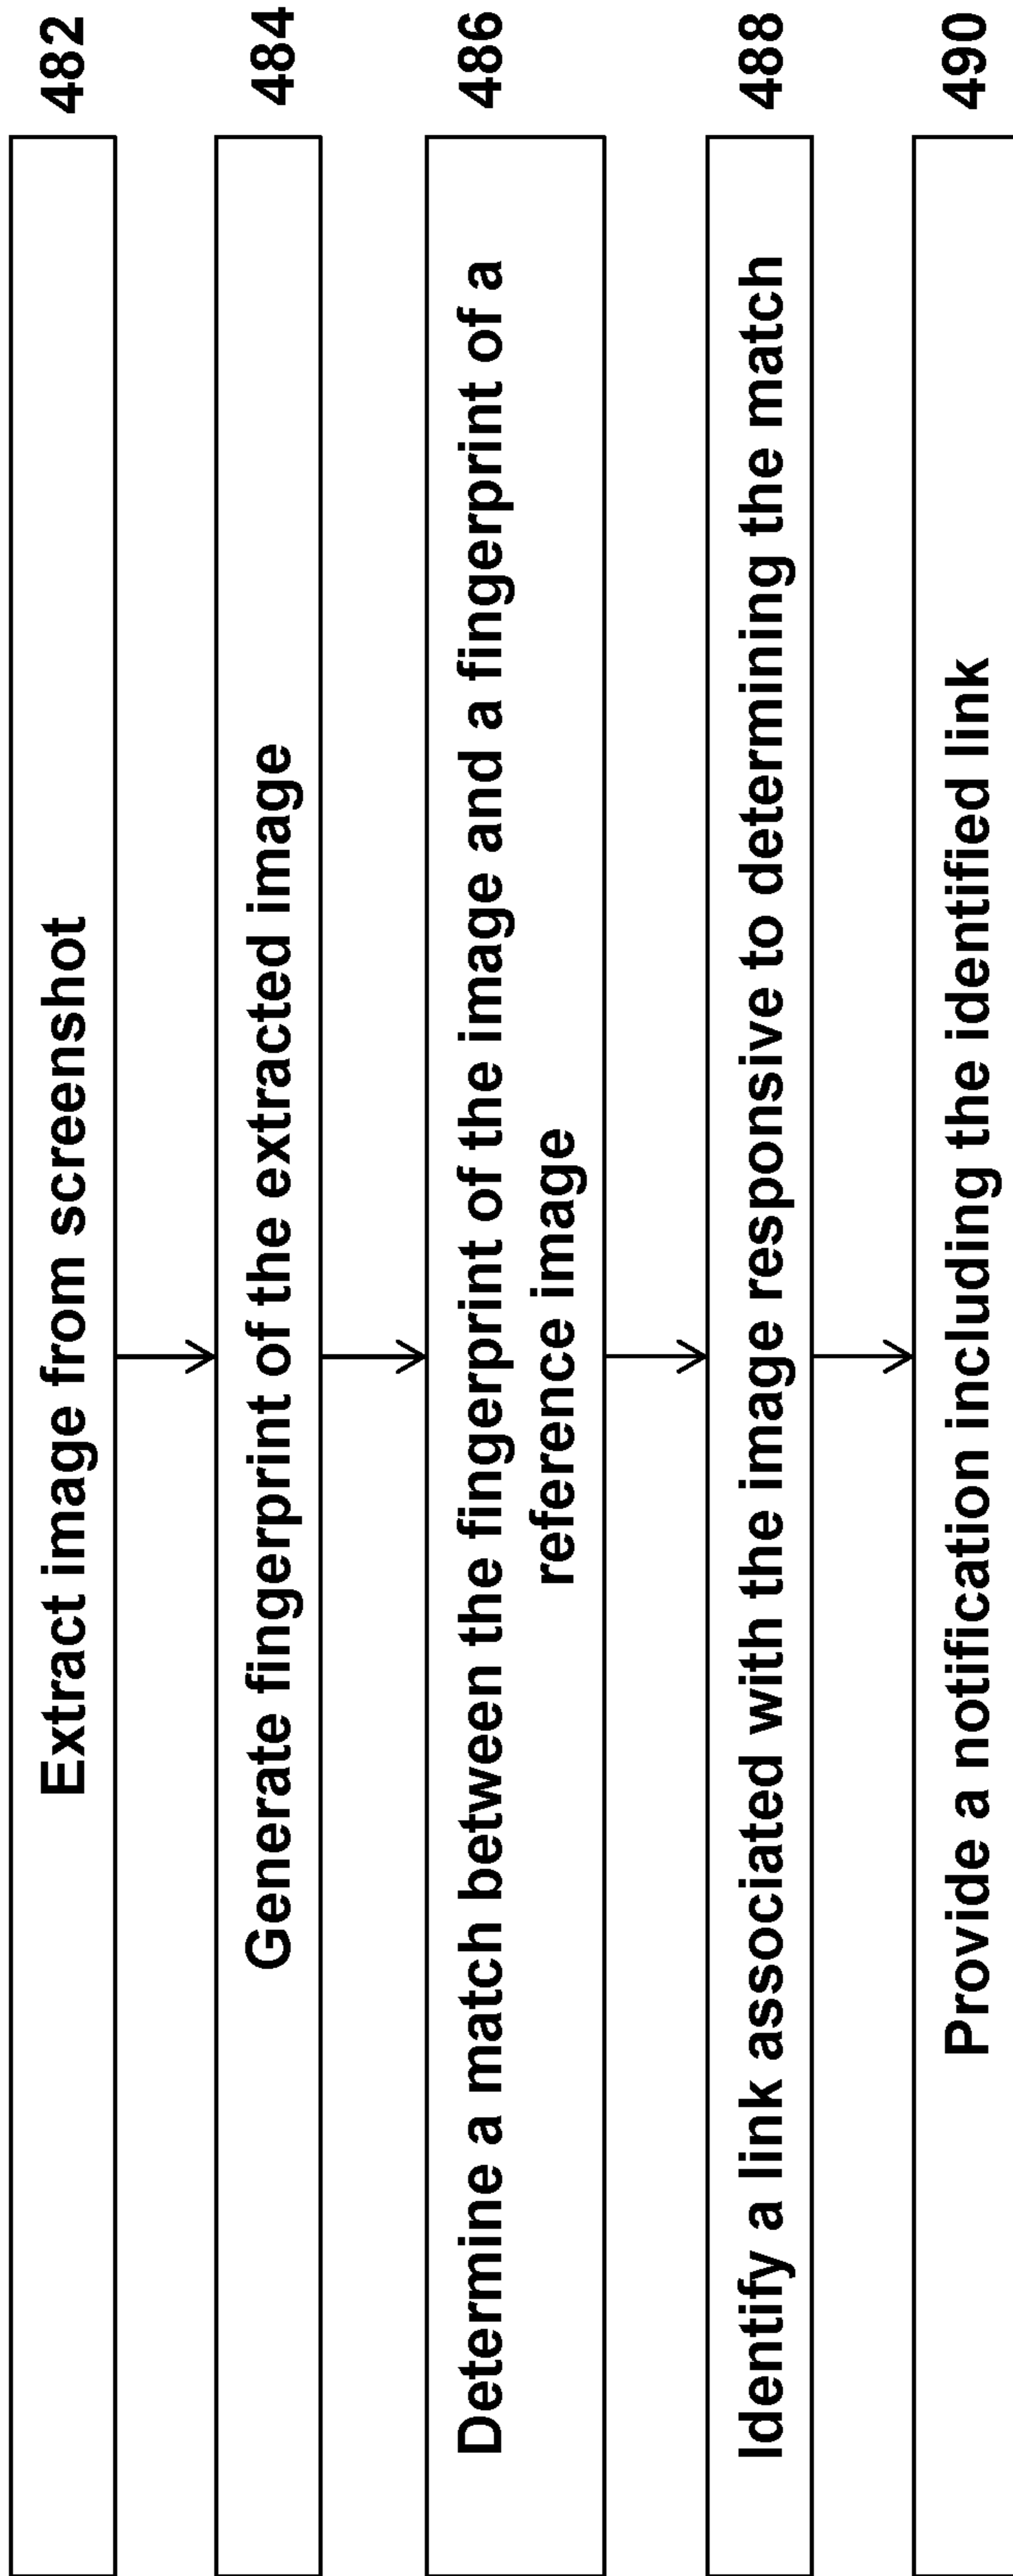 Extract image from screenshot 482
Generate fingerprint of the extracted image 484
Determine a match between the fingerprint of the image and a fingerprint of a 486
reference image
Identify a link associated with the image responsive to determining the match 488
Provide a notification including the identified link 490